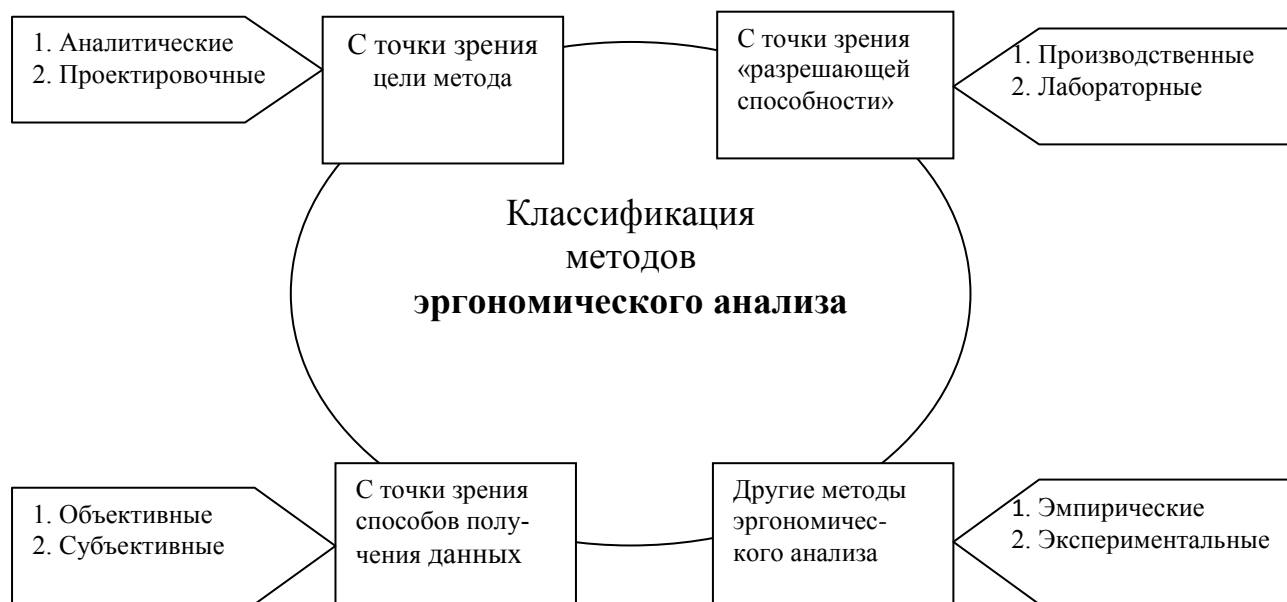 1. Аналитические
2. Проектировочные
С точки зрения
цели метода
С точки зрения
«разрешающей
способности»
1. Производственные
2. Лабораторные
Классификация
методов
эргономического анализа
1. Объективные
2. Субъективные
С точки зрения
способов полу-
чения данных
Другие методы
эргономичес-
кого анализа
1. Эмпирические
2. Экспериментальные